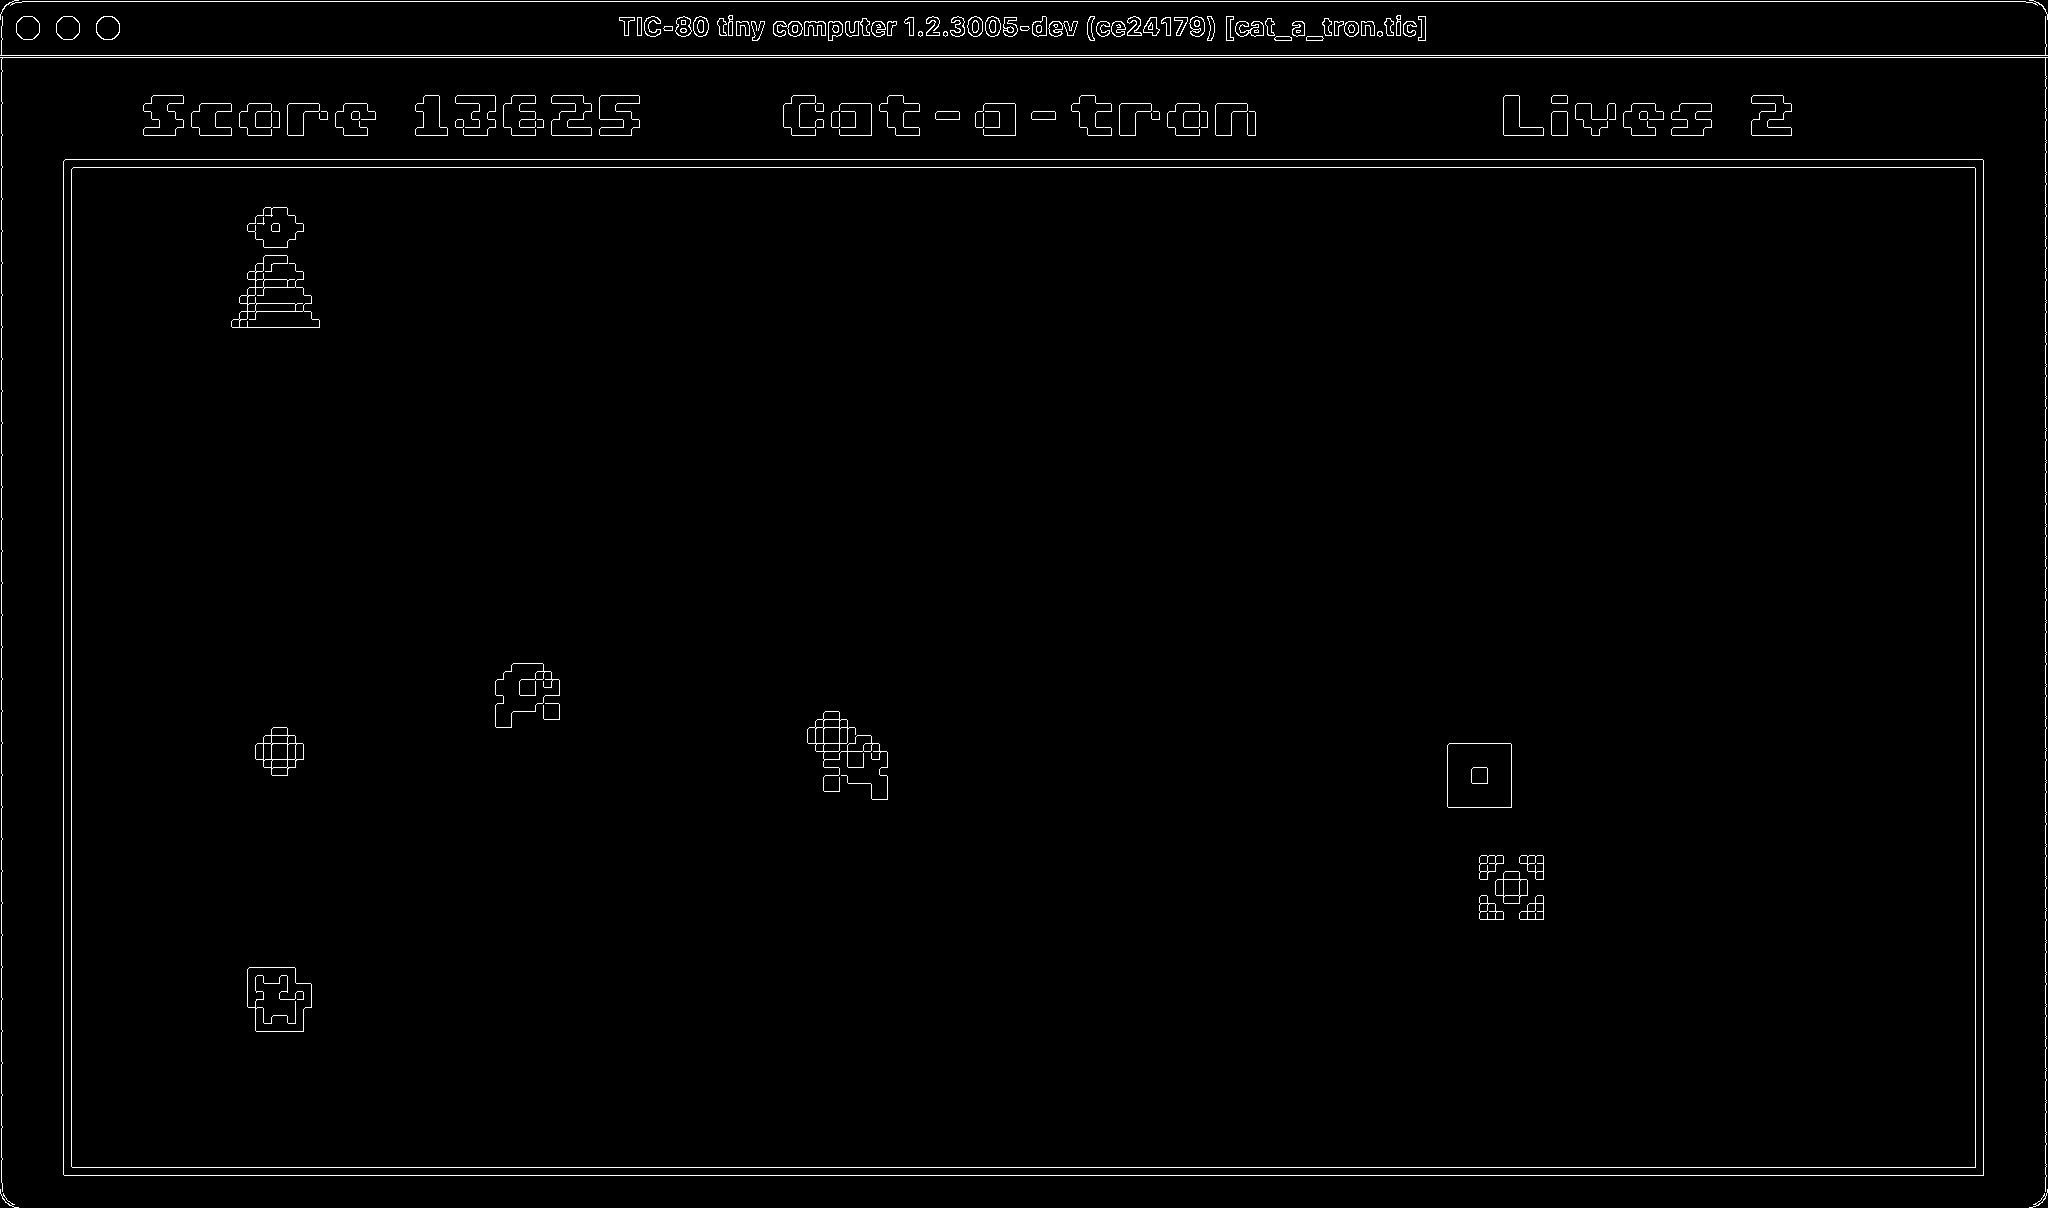 TIC-80 tiny computer 1.2.3005-dev (ce24179) [cat_a_tron.tic]
Score 13625 Cat-a-tron Lives 2